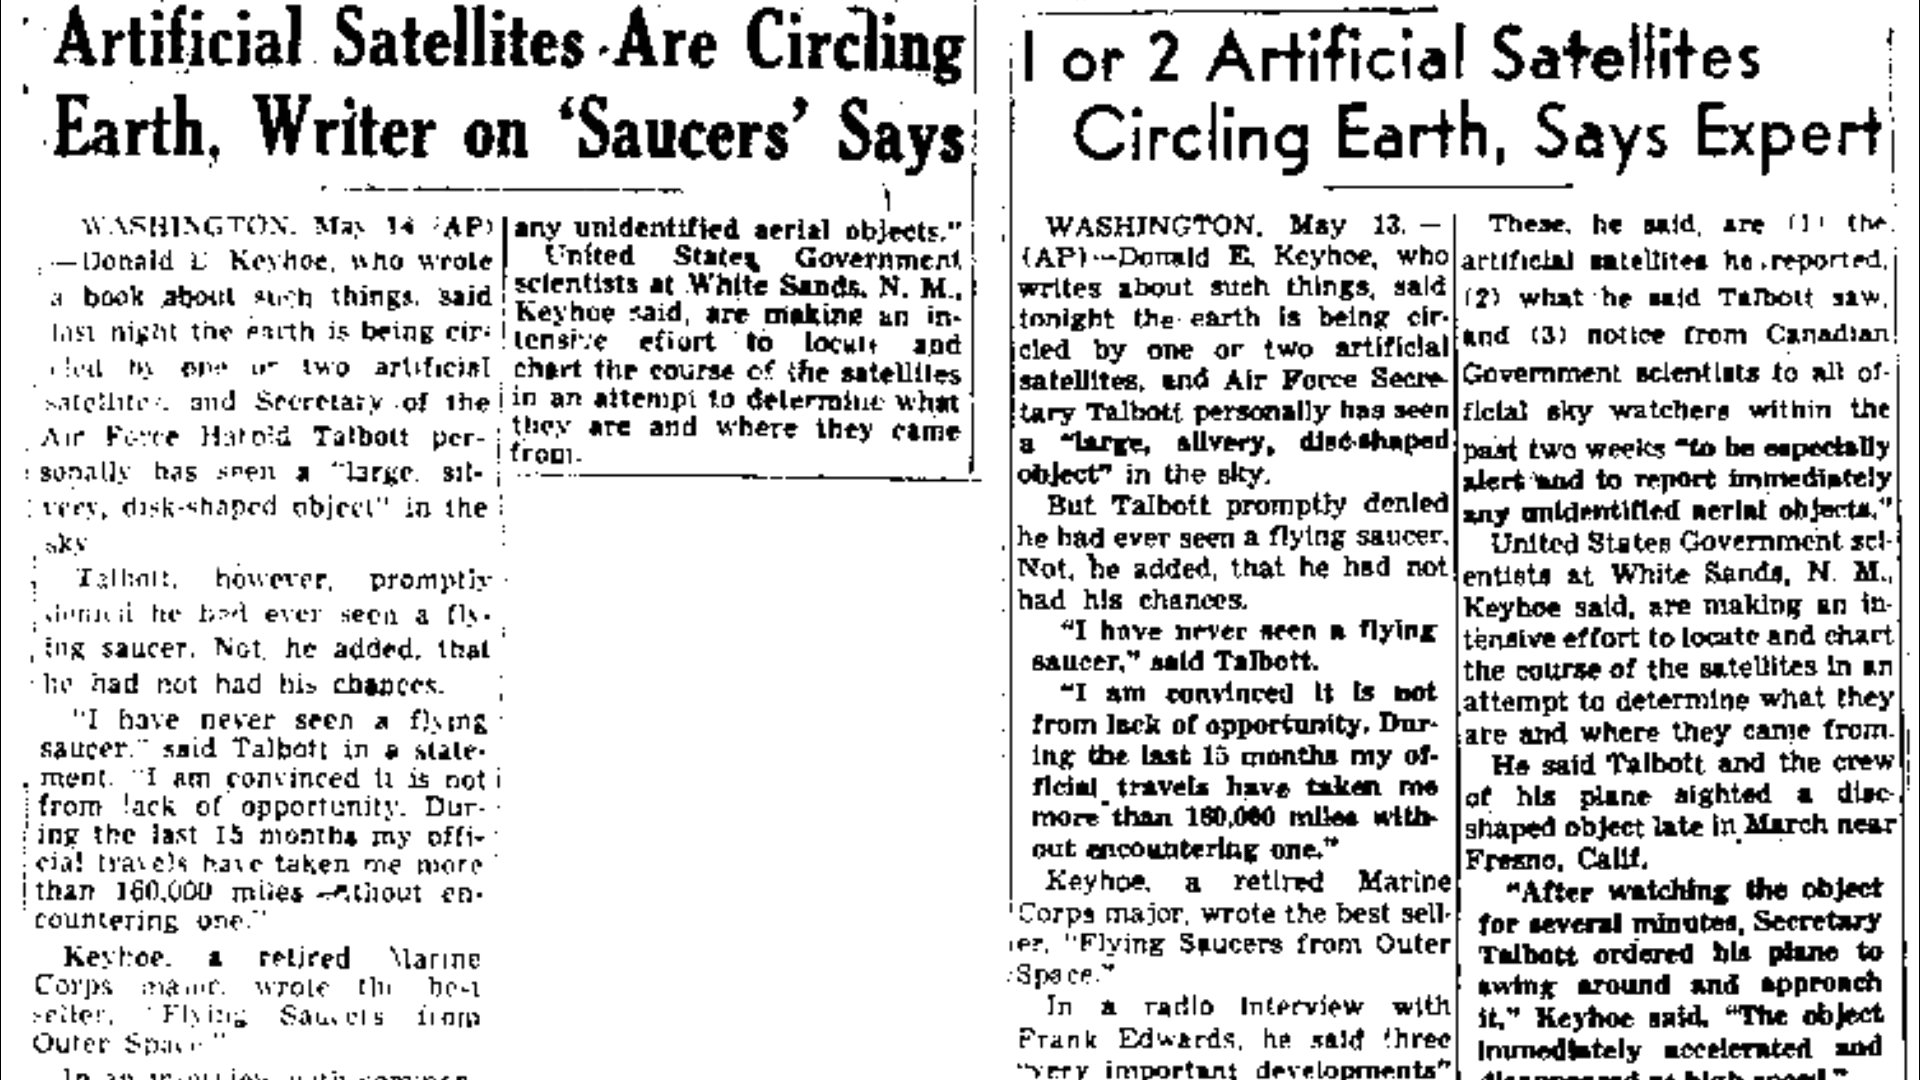 Artificial Satellites Are Circling
Earth, Writer on 'Saucers' Says
WASHINGTON, May 14 (AP)
—Donald E Keyhoe, who wrote
a book about such things, said
last night the earth is being cir-
cled by one or two artificial
satellites, and Secretary of the
Air Force Harold Talbott per-
sonally has seen a "large, sil-
very, disk-shaped object" in the
sky
Talbott, however, promptly
denied he had ever seen a fly-
ing saucer. Not, he added, that
he had not had his chances.
"I have never seen a flying
saucer," said Talbott in a state-
ment. "I am convinced it is not
from lack of opportunity. Dur-
ing the last 15 months my offi-
cial travels have taken me more
than 160,000 miles without en-
countering one."
Keyhoe, a retired Marine
Corps major, wrote the best
seller, "Flying Saucers from
Outer Space"
In an interview with
any unidentified aerial objects."
United States Government
scientists at White Sands, N. M.,
Keyhoe said, are making an in-
tensive effort to locate and
chart the course of the satellites
in an attempt to determine what
they are and where they came
from.
1 or 2 Artificial Satellites
Circling Earth, Says Expert
WASHINGTON, May 13. —
(AP)—Donald E. Keyhoe, who
writes about such things, said
tonight the earth is being cir-
cled by one or two artificial
satellites, and Air Force Secre-
tary Talbott personally has seen
a "large, silvery, disc-shaped
object" in the sky.
But Talbott promptly denied
he had ever seen a flying saucer.
Not, he added, that he had not
had his chances.
"I have never seen a flying
saucer," said Talbott.
"I am convinced it is not
from lack of opportunity. Dur-
ing the last 15 months my of-
ficial travels have taken me
more than 160,000 miles with-
out encountering one."
Keyhoe, a retired Marine
Corps major, wrote the best sell-
er, "Flying Saucers from Outer
Space."
In a radio interview with
Frank Edwards, he said three
"very important developments"
These, he said, are (1) the
artificial satellites he reported,
(2) what he said Talbott saw,
and (3) notice from Canadian
Government scientists to all of-
ficial sky watchers within the
past two weeks "to be especially
alert and to report immediately
any unidentified aerial objects."
United States Government sci-
entists at White Sands, N. M.,
Keyhoe said, are making an in-
tensive effort to locate and chart
the course of the satellites in an
attempt to determine what they
are and where they came from.
He said Talbott and the crew
of his plane sighted a disc-
shaped object late in March near
Fresno, Calif.
"After watching the object
for several minutes, Secretary
Talbott ordered his plane to
swing around and approach
it," Keyhoe said. "The object
immediately accelerated and
disappeared at high speed."